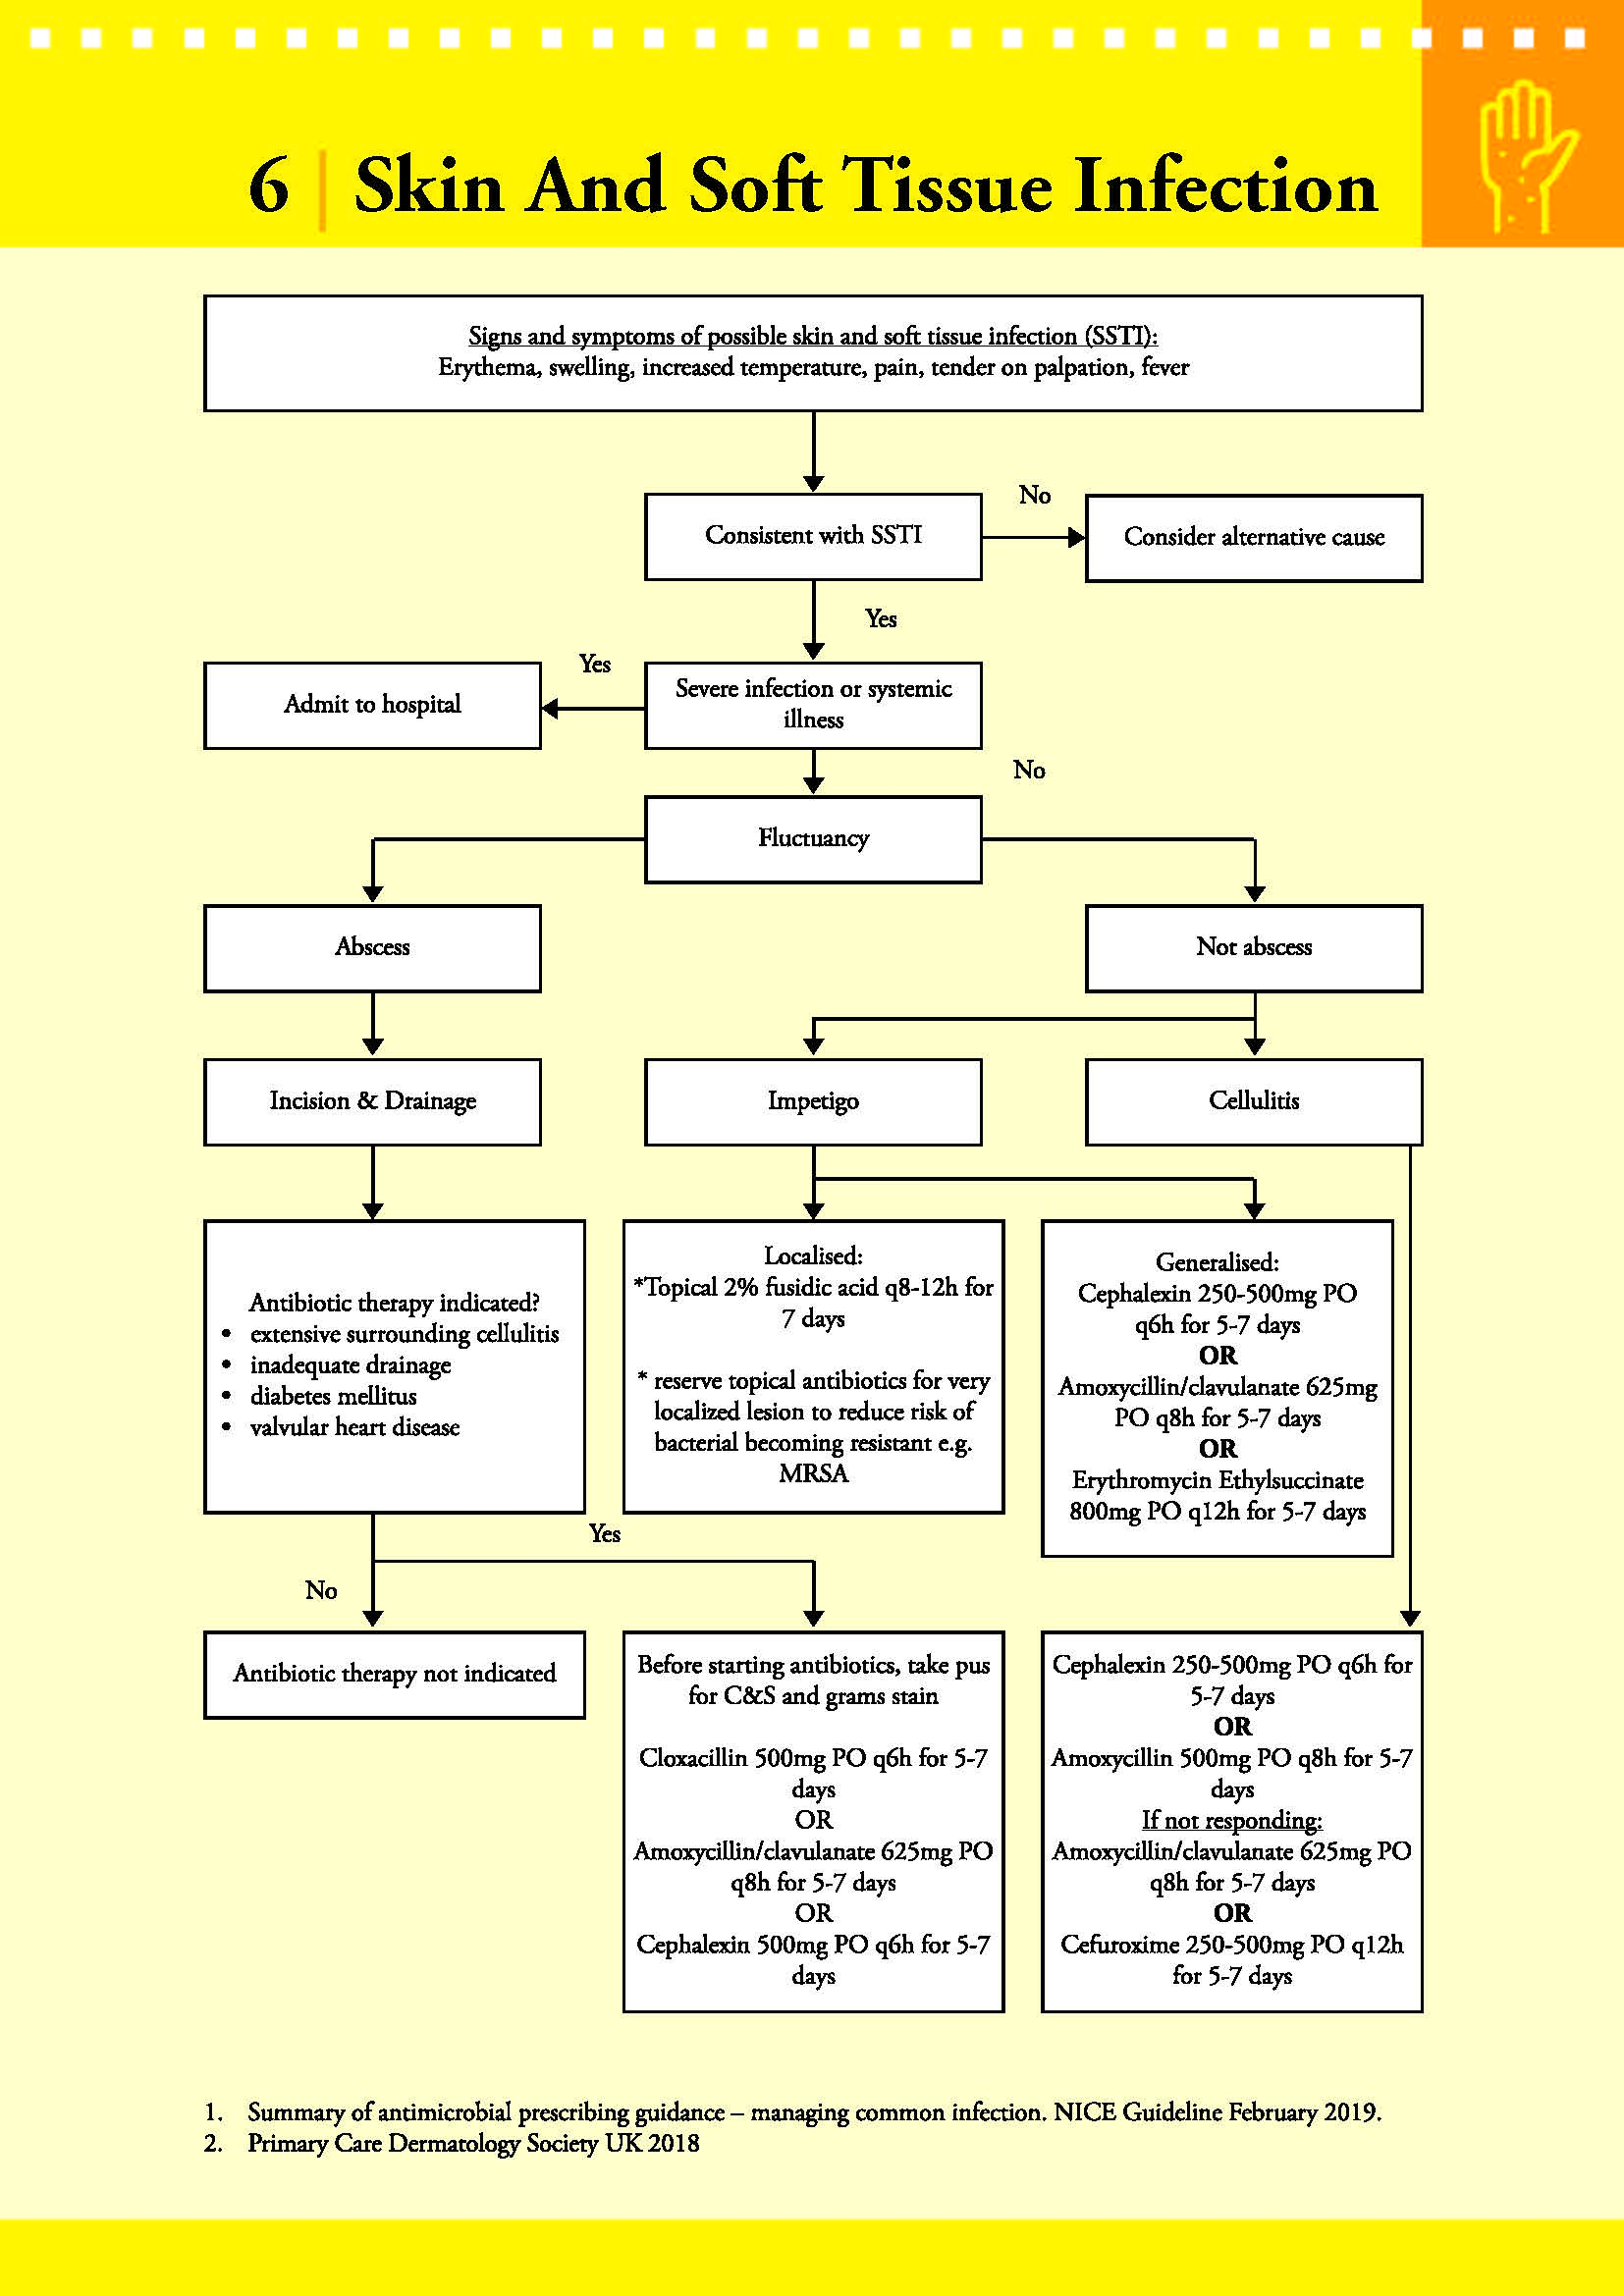 6 | Skin And Soft Tissue Infection
Signs and symptoms of possible skin and soft tissue infection (SSTI):
Erythema, swelling, increased temperature, pain, tender on palpation, fever
Consistent with SSTI
No
Consider alternative cause
Yes
Severe infection or systemic
illness
Yes
Admit to hospital
No
Fluctuancy
Abscess
Not abscess
Incision & Drainage
Impetigo
Cellulitis
Antibiotic therapy indicated?
• extensive surrounding cellulitis
• inadequate drainage
• diabetes mellitus
• valvular heart disease
Localised:
*Topical 2% fusidic acid q8-12h for
7 days
* reserve topical antibiotics for very
localized lesion to reduce risk of
bacterial becoming resistant e.g.
MRSA
Generalised:
Cephalexin 250-500mg PO
q6h for 5-7 days
OR
Amoxycillin/clavulanate 625mg
PO q8h for 5-7 days
OR
Erythromycin Ethylsuccinate
800mg PO q12h for 5-7 days
Yes
No
Antibiotic therapy not indicated
Before starting antibiotics, take pus
for C&S and grams stain
Cloxacillin 500mg PO q6h for 5-7
days
OR
Amoxycillin/clavulanate 625mg PO
q8h for 5-7 days
OR
Cephalexin 500mg PO q6h for 5-7
days
Cephalexin 250-500mg PO q6h for
5-7 days
OR
Amoxycillin 500mg PO q8h for 5-7
days
If not responding:
Amoxycillin/clavulanate 625mg PO
q8h for 5-7 days
OR
Cefuroxime 250-500mg PO q12h
for 5-7 days
1. Summary of antimicrobial prescribing guidance – managing common infection. NICE Guideline February 2019.
2. Primary Care Dermatology Society UK 2018